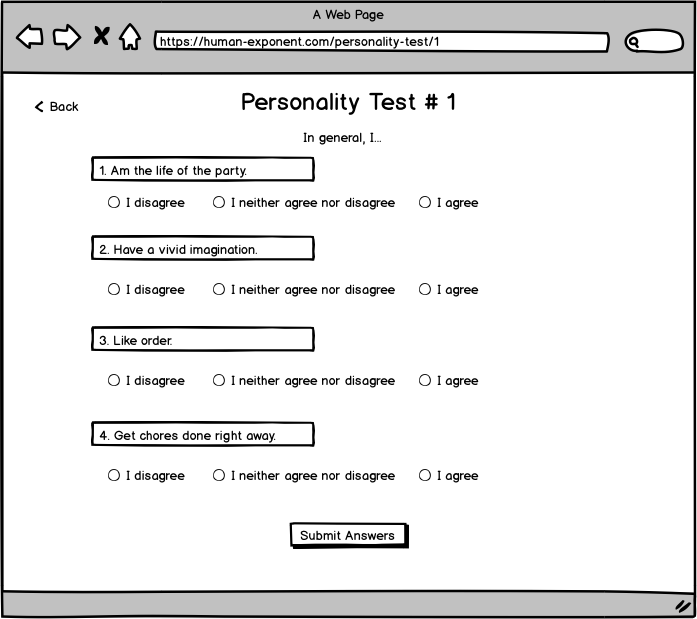 A Web Page
https://human-exponent.com/personality-test/1
Back
Personality Test # 1
In general, I...
1. Am the life of the party.
I disagree I neither agree nor disagree I agree
2. Have a vivid imagination.
I disagree I neither agree nor disagree I agree
3. Like order.
I disagree I neither agree nor disagree I agree
4. Get chores done right away.
I disagree I neither agree nor disagree I agree
Submit Answers